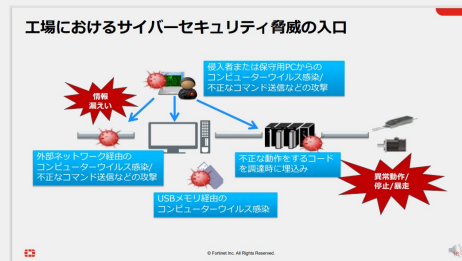 工場におけるサイバーセキュリティ脅威の入口
侵入者または保守用PCからの
コンピューターウイルス感染/
不正なコマンド送信などの攻撃
情報
漏えい
外部ネットワーク経由の
コンピューターウイルス感染/
不正なコマンド送信などの攻撃
不正な動作をするコード
を調達時に埋込み
異常動作/
停止/暴走
USBメモリ経由の
コンピューターウイルス感染
© Fortinet Inc. All Rights Reserved.